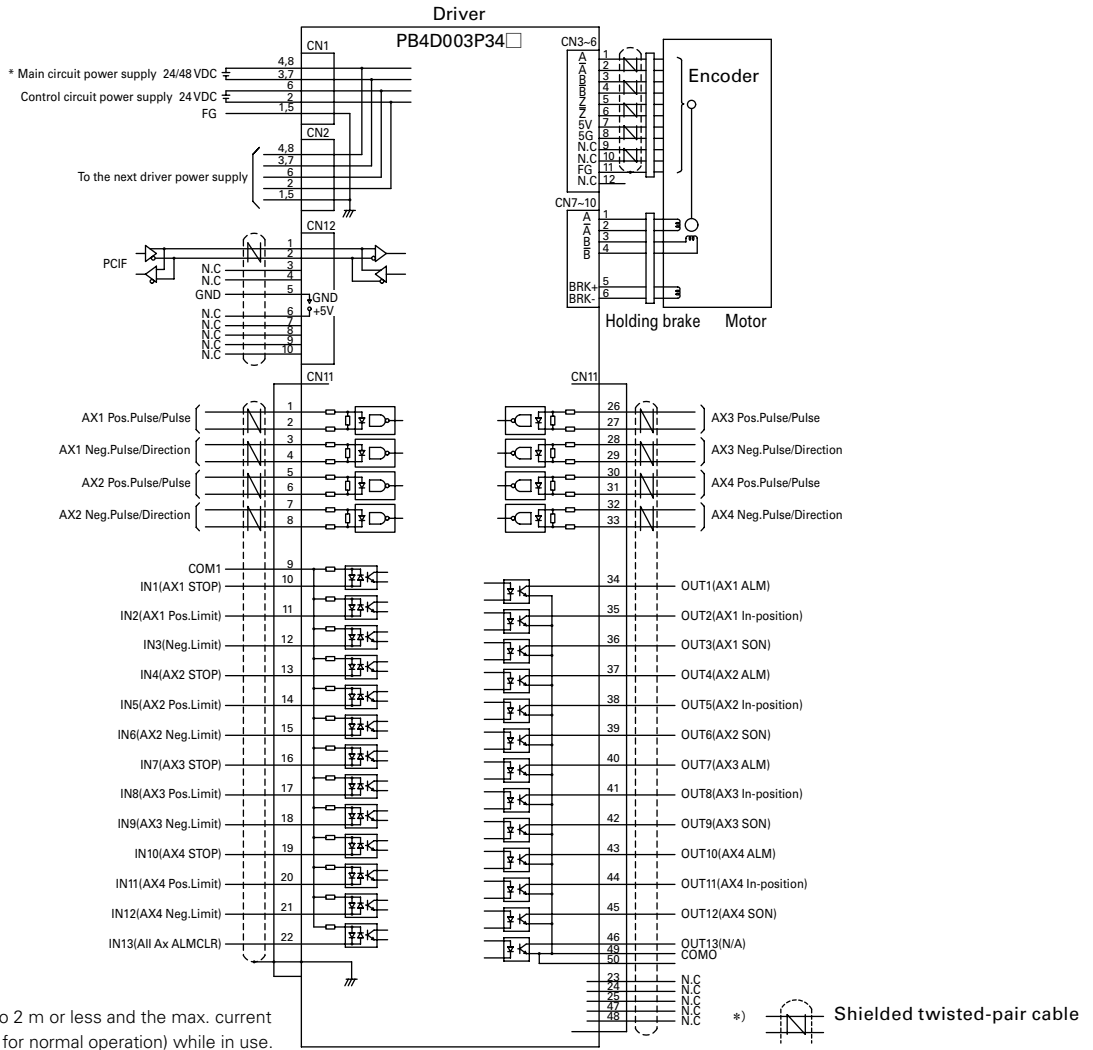 Driver
PB4D003P34□
CN1
4,8
* Main circuit power supply 24/48 VDC
3,7
6
Control circuit power supply 24 VDC
2
FG
1,5
CN2
4,8
3,7
To the next driver power supply
6
2
1,5
CN12
PCIF
1
2
N.C 3
N.C 4
GND 5
GND
+5V
N.C 6
N.C 7
N.C 8
N.C 9
N.C 10
CN3~6
A 1
A 2
B 3
B 4
Z 5
Z 6
5V 7
5G 8
N.C 9
N.C 10
FG 11
N.C 12
Encoder
CN7~10
A 1
A 2
B 3
B 4
BRK+ 5
BRK- 6
Holding brake
Motor
CN11
AX1 Pos.Pulse/Pulse
1
2
AX1 Neg.Pulse/Direction
3
4
AX2 Pos.Pulse/Pulse
5
6
AX2 Neg.Pulse/Direction
7
8
COM1 9
IN1(AX1 STOP) 10
IN2(AX1 Pos.Limit) 11
IN3(Neg.Limit) 12
IN4(AX2 STOP) 13
IN5(AX2 Pos.Limit) 14
IN6(AX2 Neg.Limit) 15
IN7(AX3 STOP) 16
IN8(AX3 Pos.Limit) 17
IN9(AX3 Neg.Limit) 18
IN10(AX4 STOP) 19
IN11(AX4 Pos.Limit) 20
IN12(AX4 Neg.Limit) 21
IN13(All Ax ALMCLR) 22
CN11
26
27
AX3 Pos.Pulse/Pulse
28
29
AX3 Neg.Pulse/Direction
30
31
AX4 Pos.Pulse/Pulse
32
33
AX4 Neg.Pulse/Direction
34 OUT1(AX1 ALM)
35 OUT2(AX1 In-position)
36 OUT3(AX1 SON)
37 OUT4(AX2 ALM)
38 OUT5(AX2 In-position)
39 OUT6(AX2 SON)
40 OUT7(AX3 ALM)
41 OUT8(AX3 In-position)
42 OUT9(AX3 SON)
43 OUT10(AX4 ALM)
44 OUT11(AX4 In-position)
45 OUT12(AX4 SON)
46 OUT13(N/A)
49 COMO
50
23 N.C
24 N.C
25 N.C
47 N.C
48 N.C
*) Shielded twisted-pair cable
o 2 m or less and the max. current
for normal operation) while in use.